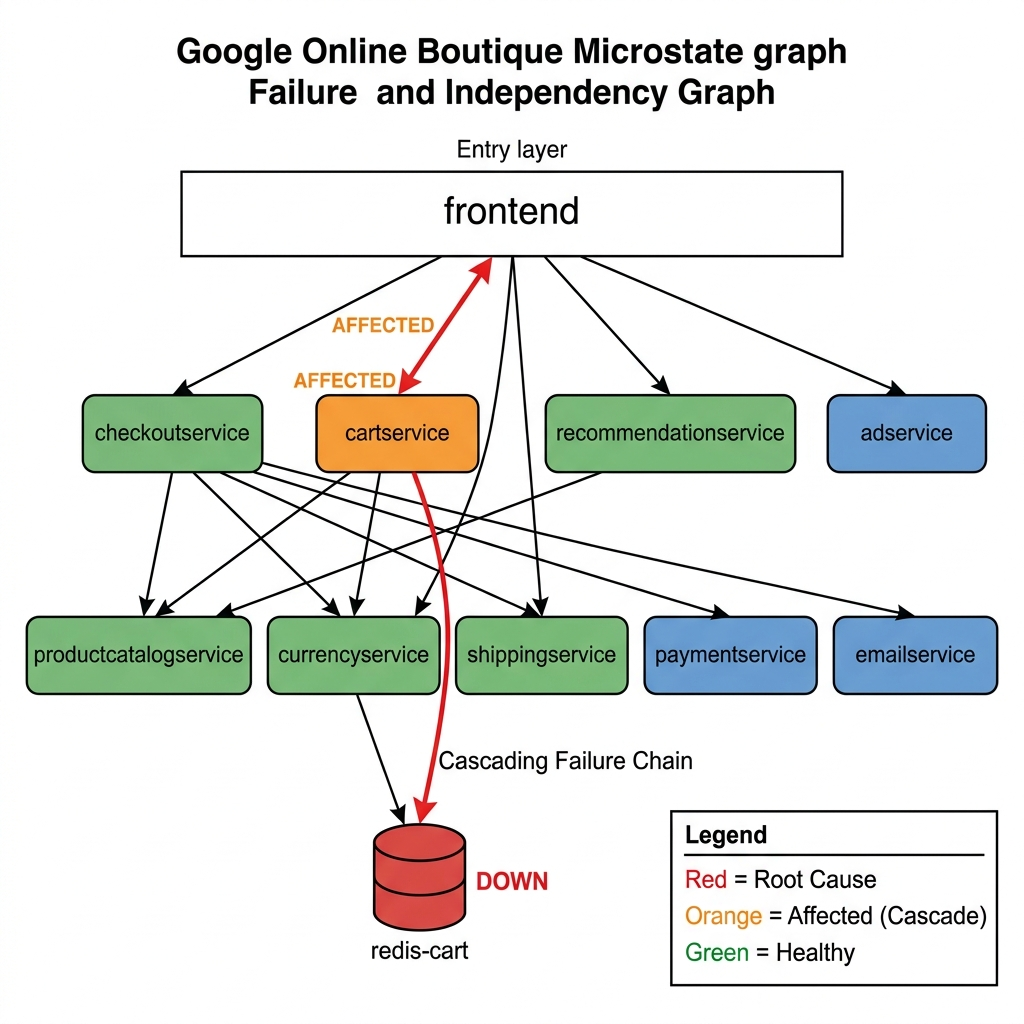 Google Online Boutique Microstate graph
Failure and Independency Graph
Entry layer
frontend
AFFECTED
AFFECTED
checkoutservice
cartservice
recommendationservice
adservice
productcatalogservice
currencyservice
shippingservice
paymentservice
emailservice
Cascading Failure Chain
DOWN
redis-cart
Legend
Red = Root Cause
Orange = Affected (Cascade)
Green = Healthy